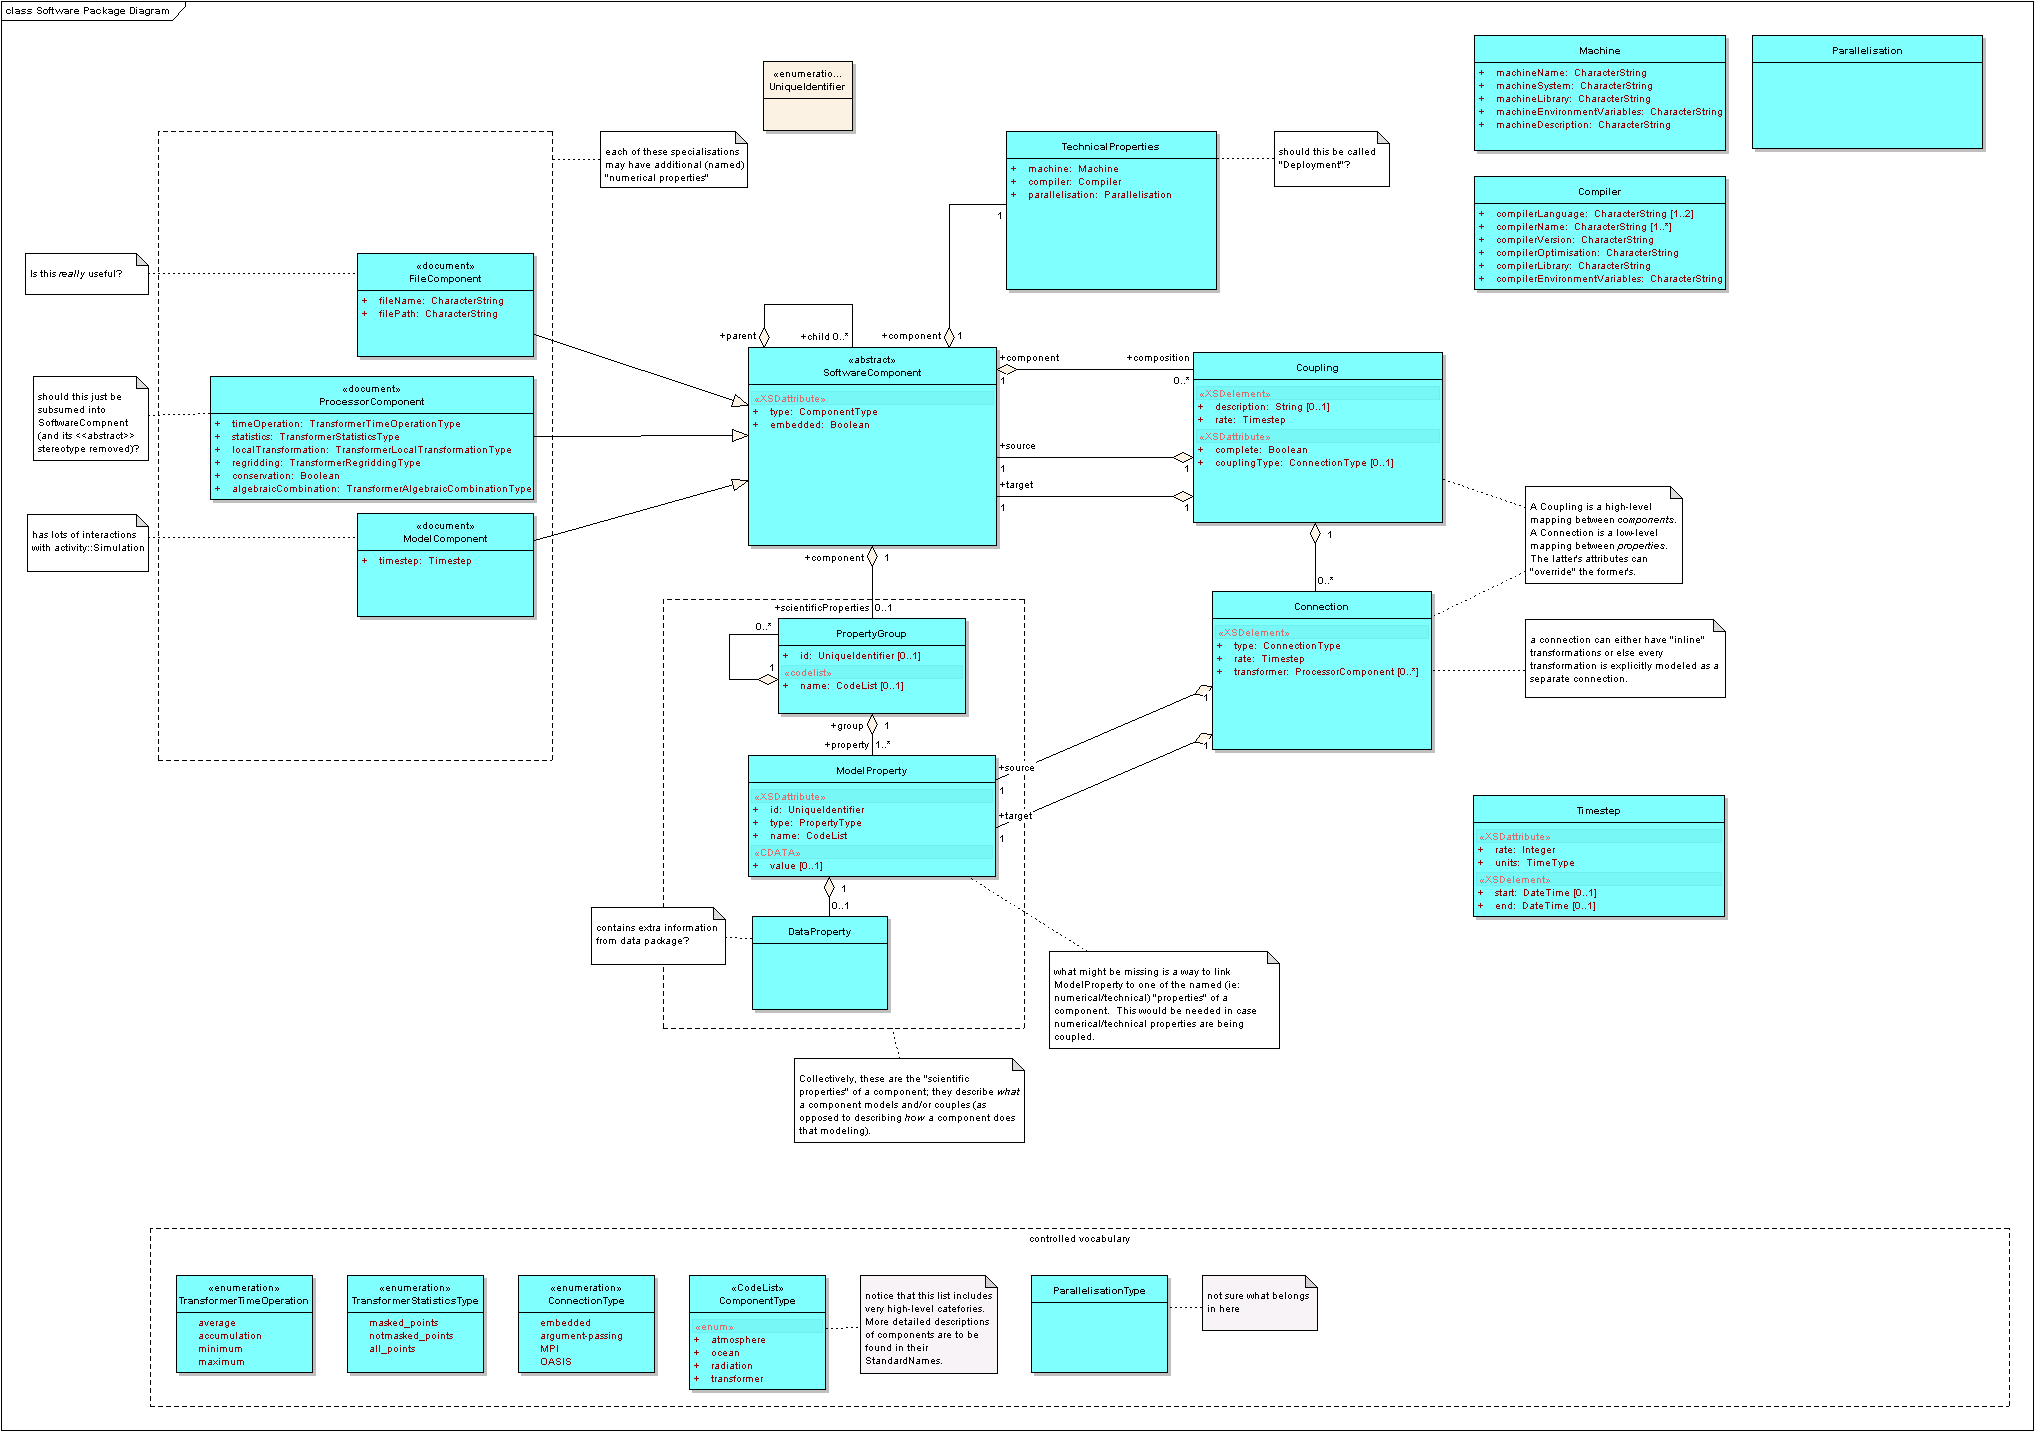 class Software Package Diagram
«enumeratio...
UniqueIdentifier
Machine
+ machineName: CharacterString
+ machineSystem: CharacterString
+ machineLibrary: CharacterString
+ machineEnvironmentVariables: CharacterString
+ machineDescription: CharacterString
Parallelisation
each of these specialisations
may have additional (named)
"numerical properties"
TechnicalProperties
+ machine: Machine
+ compiler: Compiler
+ parallelisation: Parallelisation
should this be called
"Deployment"?
Compiler
+ compilerLanguage: CharacterString [1..2]
+ compilerName: CharacterString [1..*]
+ compilerVersion: CharacterString
+ compilerOptimisation: CharacterString
+ compilerLibrary: CharacterString
+ compilerEnvironmentVariables: CharacterString
Is this really useful?
«document»
FileComponent
+ fileName: CharacterString
+ filePath: CharacterString
should this just be
subsumed into
SoftwareCompnent
(and its <<abstract>>
stereotype removed)?
«document»
ProcessorComponent
+ timeOperation: TransformerTimeOperationType
+ statistics: TransformerStatisticsType
+ localTransformation: TransformerLocalTransformationType
+ regridding: TransformerRegriddingType
+ conservation: Boolean
+ algebraicCombination: TransformerAlgebraicCombinationType
has lots of interactions
with activity::Simulation
«document»
ModelComponent
+ timestep: Timestep
1
+parent
+child 0..*
+component
1
«abstract»
SoftwareComponent
«XSDattribute»
+ type: ComponentType
+ embedded: Boolean
+component
1
+composition
0..*
+source
1
1
+target
1
1
Coupling
«XSDelement»
+ description: String [0..1]
+ rate: Timestep
«XSDattribute»
+ complete: Boolean
+ couplingType: ConnectionType [0..1]
A Coupling is a high-level
mapping between components.
A Connection is a low-level
mapping between properties.
The latter's attributes can
"override" the former's.
1
0..*
Connection
«XSDelement»
+ type: ConnectionType
+ rate: Timestep
+ transformer: ProcessorComponent [0..*]
a connection can either have "inline"
transformations or else every
transformation is explicitly modeled as a
separate connection.
+component
1
+scientificProperties
0..1
0..*
1
PropertyGroup
+ id: UniqueIdentifier [0..1]
«codelist»
+ name: CodeList [0..1]
+group
1
+property
1..*
ModelProperty
«XSDattribute»
+ id: UniqueIdentifier
+ type: PropertyType
+ name: CodeList
«CDATA»
+ value [0..1]
+source
1
1
+target
1
1
1
0..1
contains extra information
from data package?
DataProperty
Timestep
«XSDattribute»
+ rate: Integer
+ units: TimeType
«XSDelement»
+ start: DateTime [0..1]
+ end: DateTime [0..1]
what might be missing is a way to link
ModelProperty to one of the named (ie:
numerical/technical) "properties" of a
component. This would be needed in case
numerical/technical properties are being
coupled.
Collectively, these are the "scientific
properties" of a component; they describe what
a component models and/or couples (as
opposed to describing how a component does
that modeling).
controlled vocabulary
«enumeration»
TransformerTimeOperation
average
accumulation
minimum
maximum
«enumeration»
TransformerStatisticsType
masked_points
notmasked_points
all_points
«enumeration»
ConnectionType
embedded
argument-passing
MPI
OASIS
«CodeList»
ComponentType
«enum»
+ atmosphere
+ ocean
+ radiation
+ transformer
notice that this list includes
very high-level catefories.
More detailed descriptions
of components are to be
found in their
StandardNames.
ParallelisationType
not sure what belongs
in here